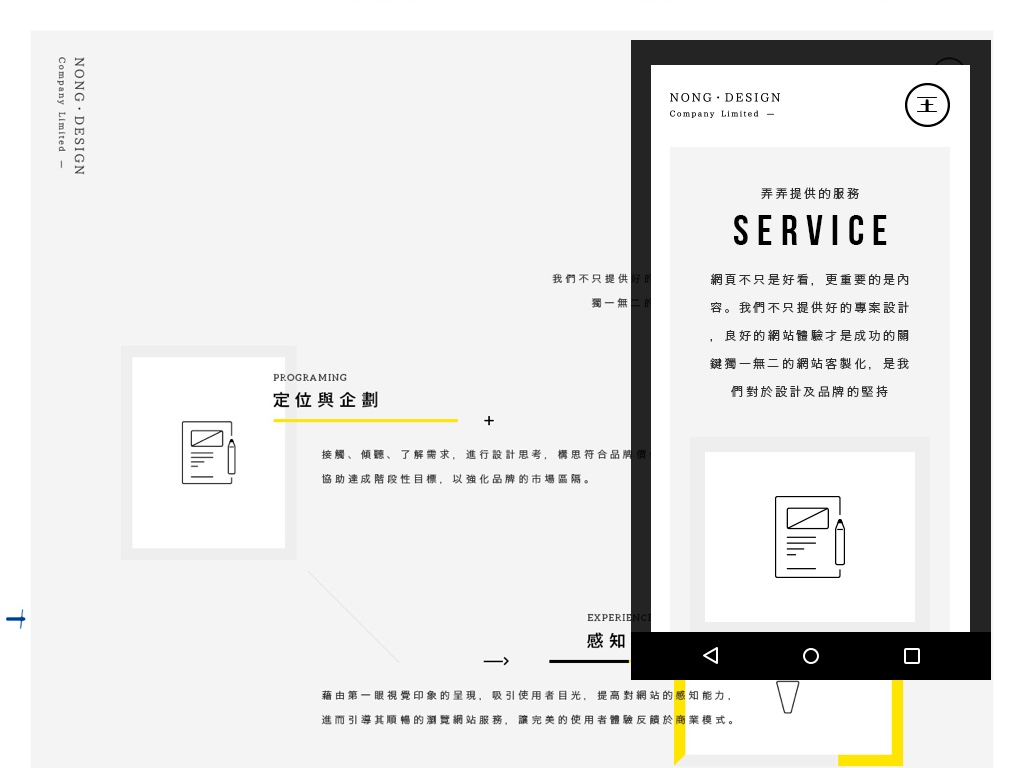 NONG·DESIGN
Company Limited —
我們不只提供好的
獨一無二的
PROGRAMING
定位與企劃
+
接觸、傾聽、了解需求, 進行設計思考, 構思符合品牌價
協助達成階段性目標, 以強化品牌的市場區隔。
EXPERIENCE
感知
藉由第一眼視覺印象的呈現, 吸引使用者目光, 提高對網站的感知能力,
進而引導其順暢的瀏覽網站服務, 讓完美的使用者體驗反饋於商業模式。
NONG·DESIGN
Company Limited —
弄弄提供的服務
SERVICE
網頁不只是好看, 更重要的是內
容。我們不只提供好的專案設計
, 良好的網站體驗才是成功的關
鍵獨一無二的網站客製化, 是我
們對於設計及品牌的堅持